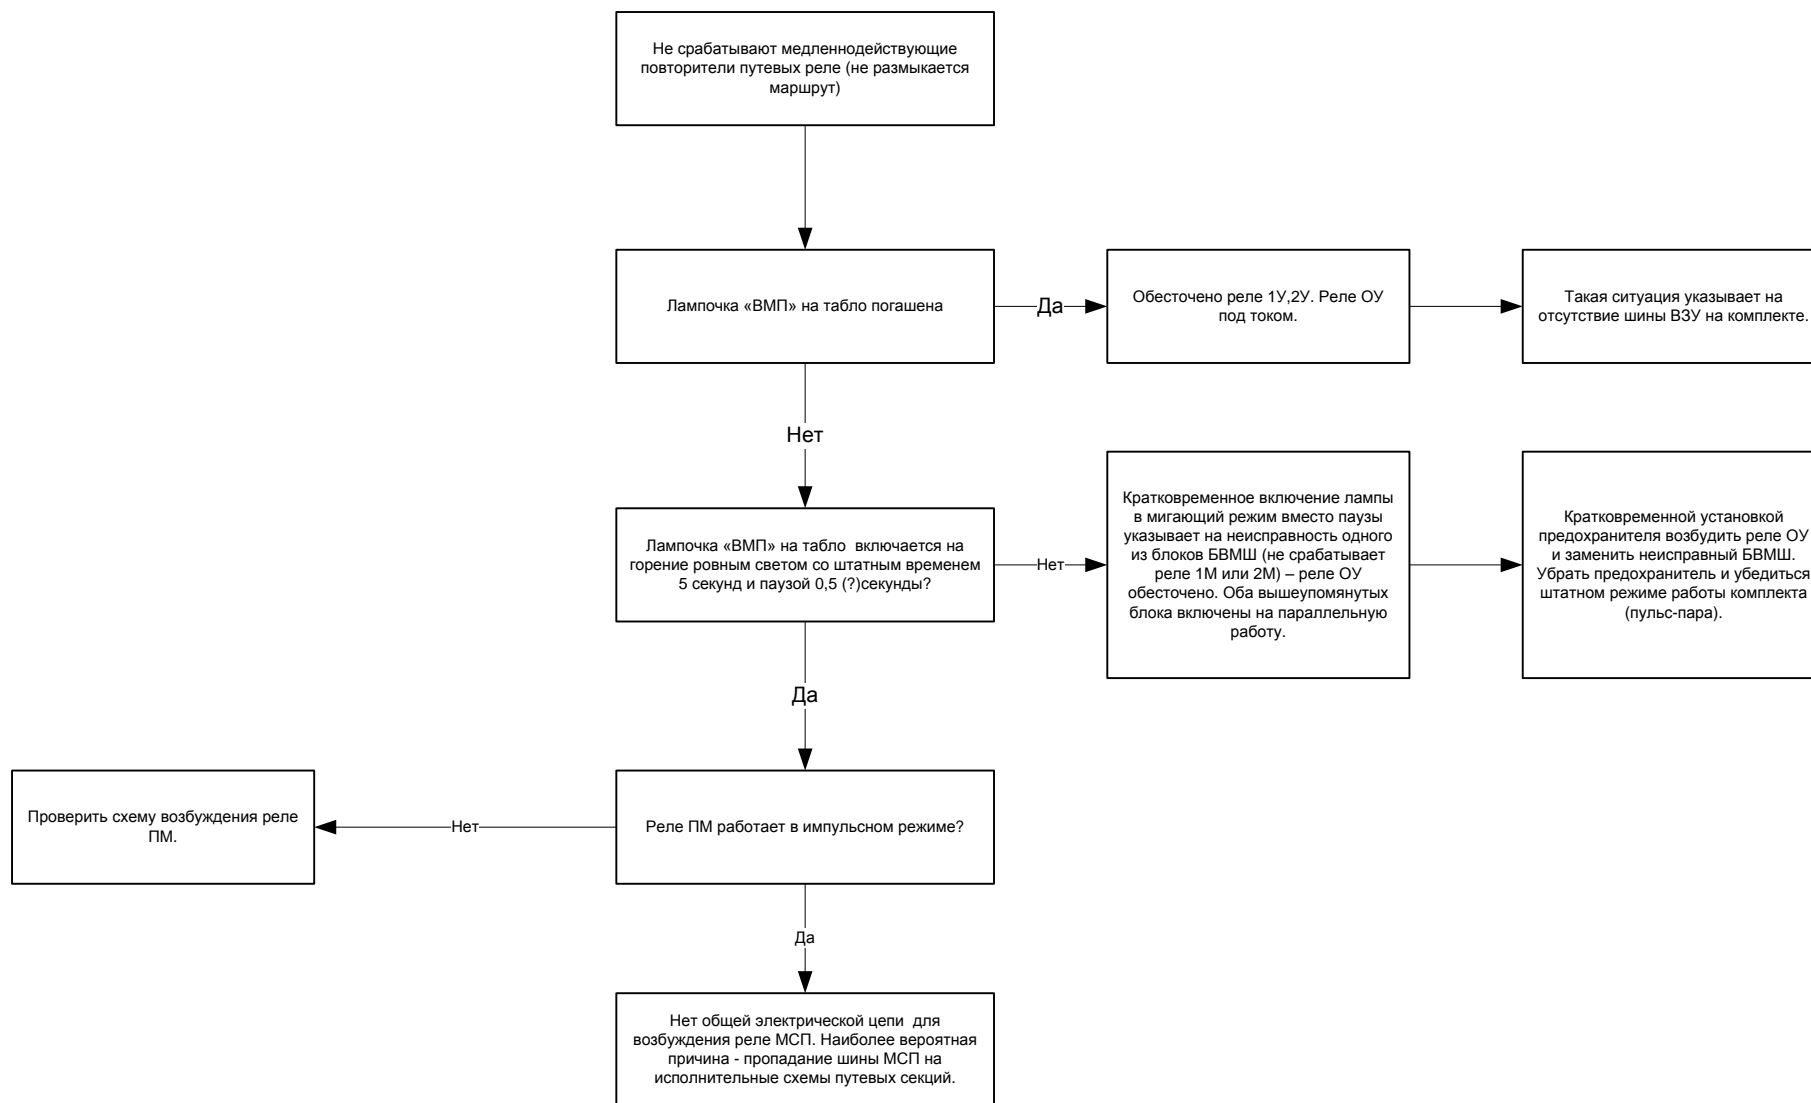 Не срабатывают медленнодействующие
повторители путевых реле (не размыкается
маршрут)
Лампочка «ВМП» на табло погашена
Да
Обесточено реле 1У,2У. Реле ОУ
под током.
Такая ситуация указывает на
отсутствие шины ВЗУ на комплекте.
Нет
Лампочка «ВМП» на табло  включается на
горение ровным светом со штатным временем
5 секунд и паузой 0,5 (?)секунды?
Нет
Кратковременное включение лампы
в мигающий режим вместо паузы
указывает на неисправность одного
из блоков БВМШ (не срабатывает
реле 1М или 2М) – реле ОУ
обесточено. Оба вышеупомянутых
блока включены на параллельную
работу.
Кратковременной установкой
предохранителя возбудить реле ОУ
и заменить неисправный БВМШ.
Убрать предохранитель и убедиться
штатном режиме работы комплекта
(пульс-пара).
Да
Реле ПМ работает в импульсном режиме?
Нет
Проверить схему возбуждения реле
ПМ.
Да
Нет общей электрической цепи  для
возбуждения реле МСП. Наиболее вероятная
причина - пропадание шины МСП на
исполнительные схемы путевых секций.